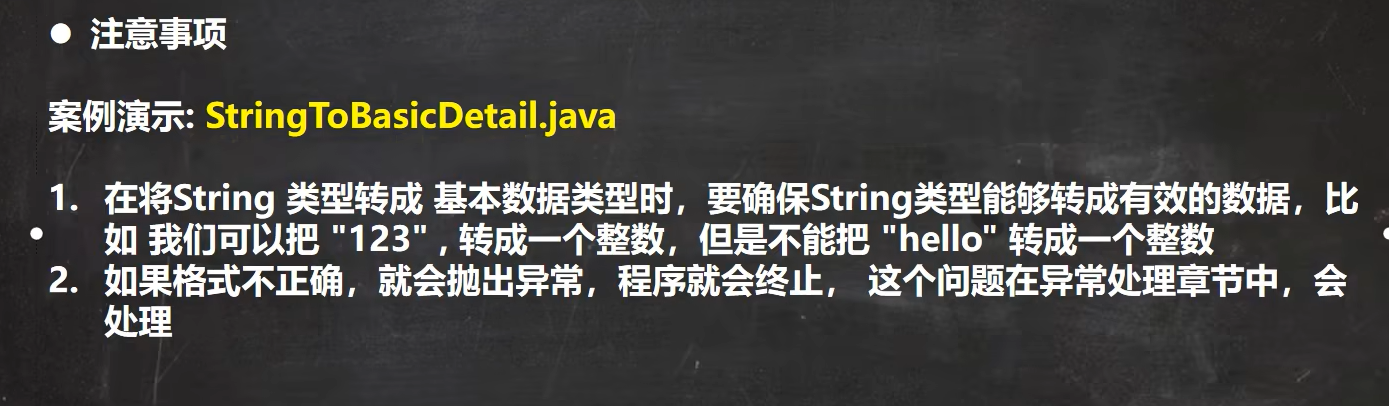 ● 注意事项
案例演示: StringToBasicDetail.java
1. 在将String 类型转成 基本数据类型时，要确保String类型能够转成有效的数据，比
如 我们可以把 "123" , 转成一个整数，但是不能把 "hello" 转成一个整数
2. 如果格式不正确，就会抛出异常，程序就会终止， 这个问题在异常处理章节中，会
处理